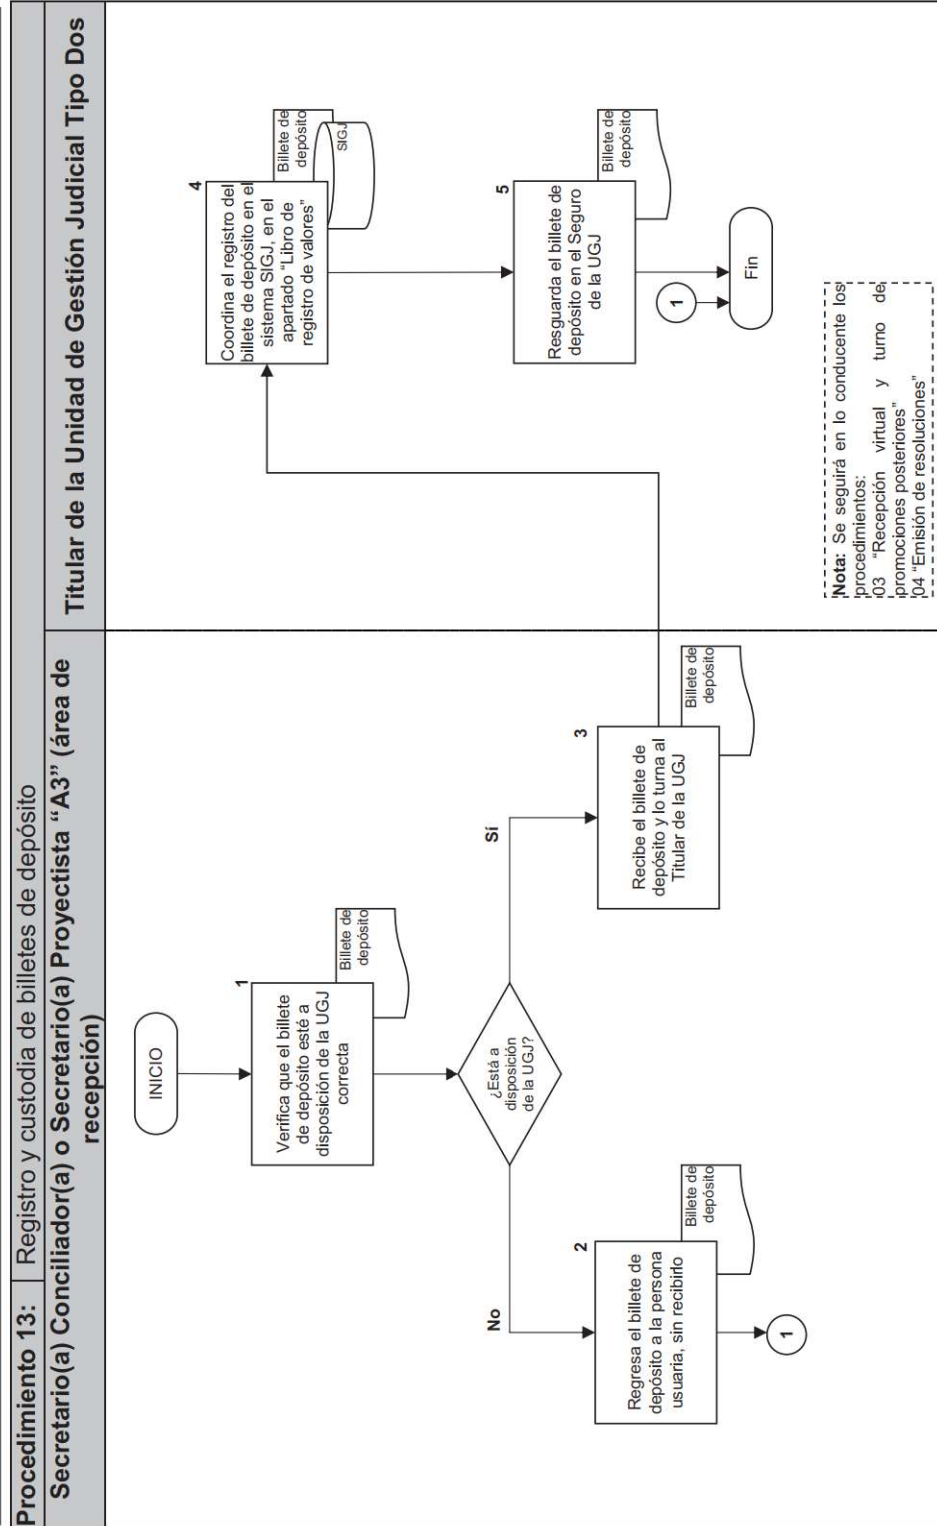 Procedimiento 13: Registro y custodia de billetes de depósito
Secretario(a) Conciliador(a) o Secretario(a) Proyectista “A3” (área de
recepción)
Titular de la Unidad de Gestión Judicial Tipo Dos
INICIO
1
Verifica que el billete
de depósito esté a
disposición de la UGJ
correcta
Billete de
depósito
¿Está a
disposición
de la UGJ?
No
Sí
2
Regresa el billete de
depósito a la persona
usuaria, sin recibirlo
Billete de
depósito
1
3
Recibe el billete de
depósito y lo turna al
Titular de la UGJ
Billete de
depósito
4
Coordina el registro del
billete de depósito en el
sistema SIGJ, en el
apartado “Libro de
registro de valores”
Billete de
depósito
SIGJ
5
Resguarda el billete de
depósito en el Seguro
de la UGJ
Billete de
depósito
1
Fin
Nota: Se seguirá en lo conducente los
procedimientos:
03 “Recepción virtual y turno de
promociones posteriores”
04 “Emisión de resoluciones”